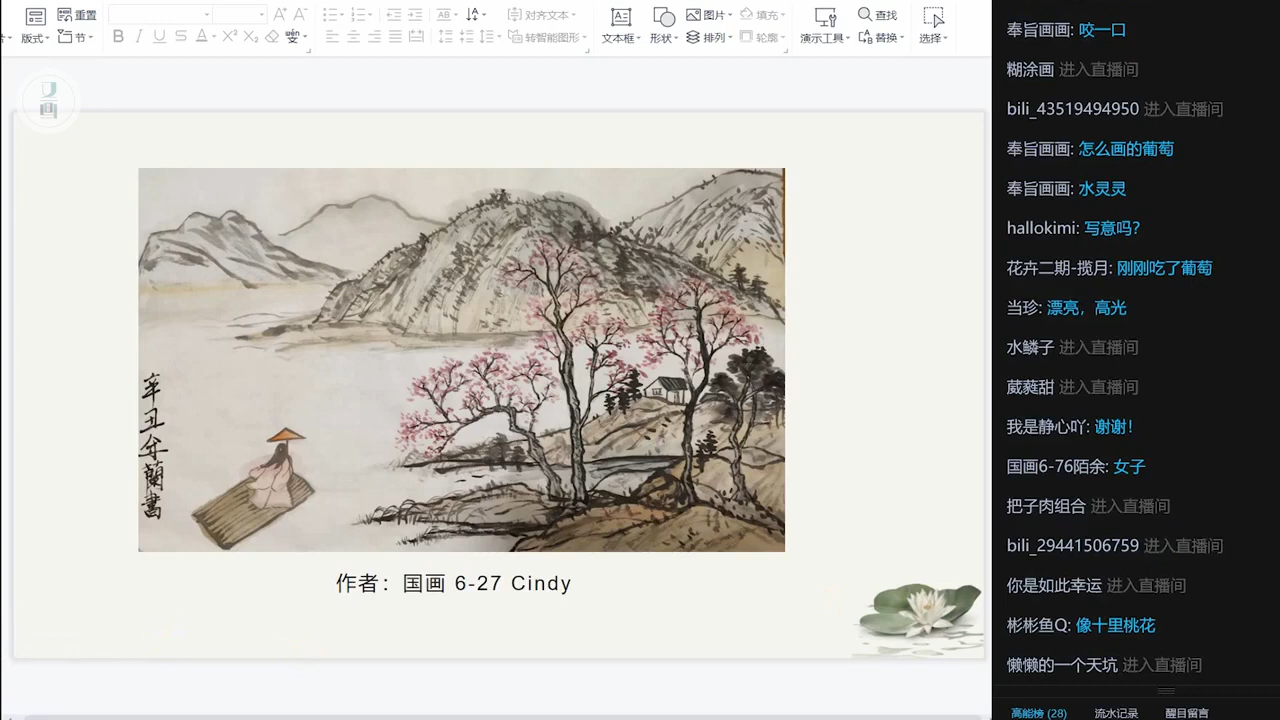 重置
B I U S A X² X₂
对齐文本
图片
填充
查找
版式
节
转智能图形
文本框
形状
排列
轮廓
演示工具
替换
选择
辛丑年蘭書
作者：国画 6-27 Cindy
奉旨画画: 咬一口
糊涂画 进入直播间
bili_43519494950 进入直播间
奉旨画画: 怎么画的葡萄
奉旨画画: 水灵灵
hallokimi: 写意吗?
花卉二期-揽月: 刚刚吃了葡萄
当珍: 漂亮，高光
水鳞子 进入直播间
葳蕤甜 进入直播间
我是静心吖: 谢谢!
国画6-76陌余: 女子
把子肉组合 进入直播间
bili_29441506759 进入直播间
你是如此幸运 进入直播间
彬彬鱼Q: 像十里桃花
懒懒的一个天坑 进入直播间
高能榜 (28) 流水记录 醒目留言